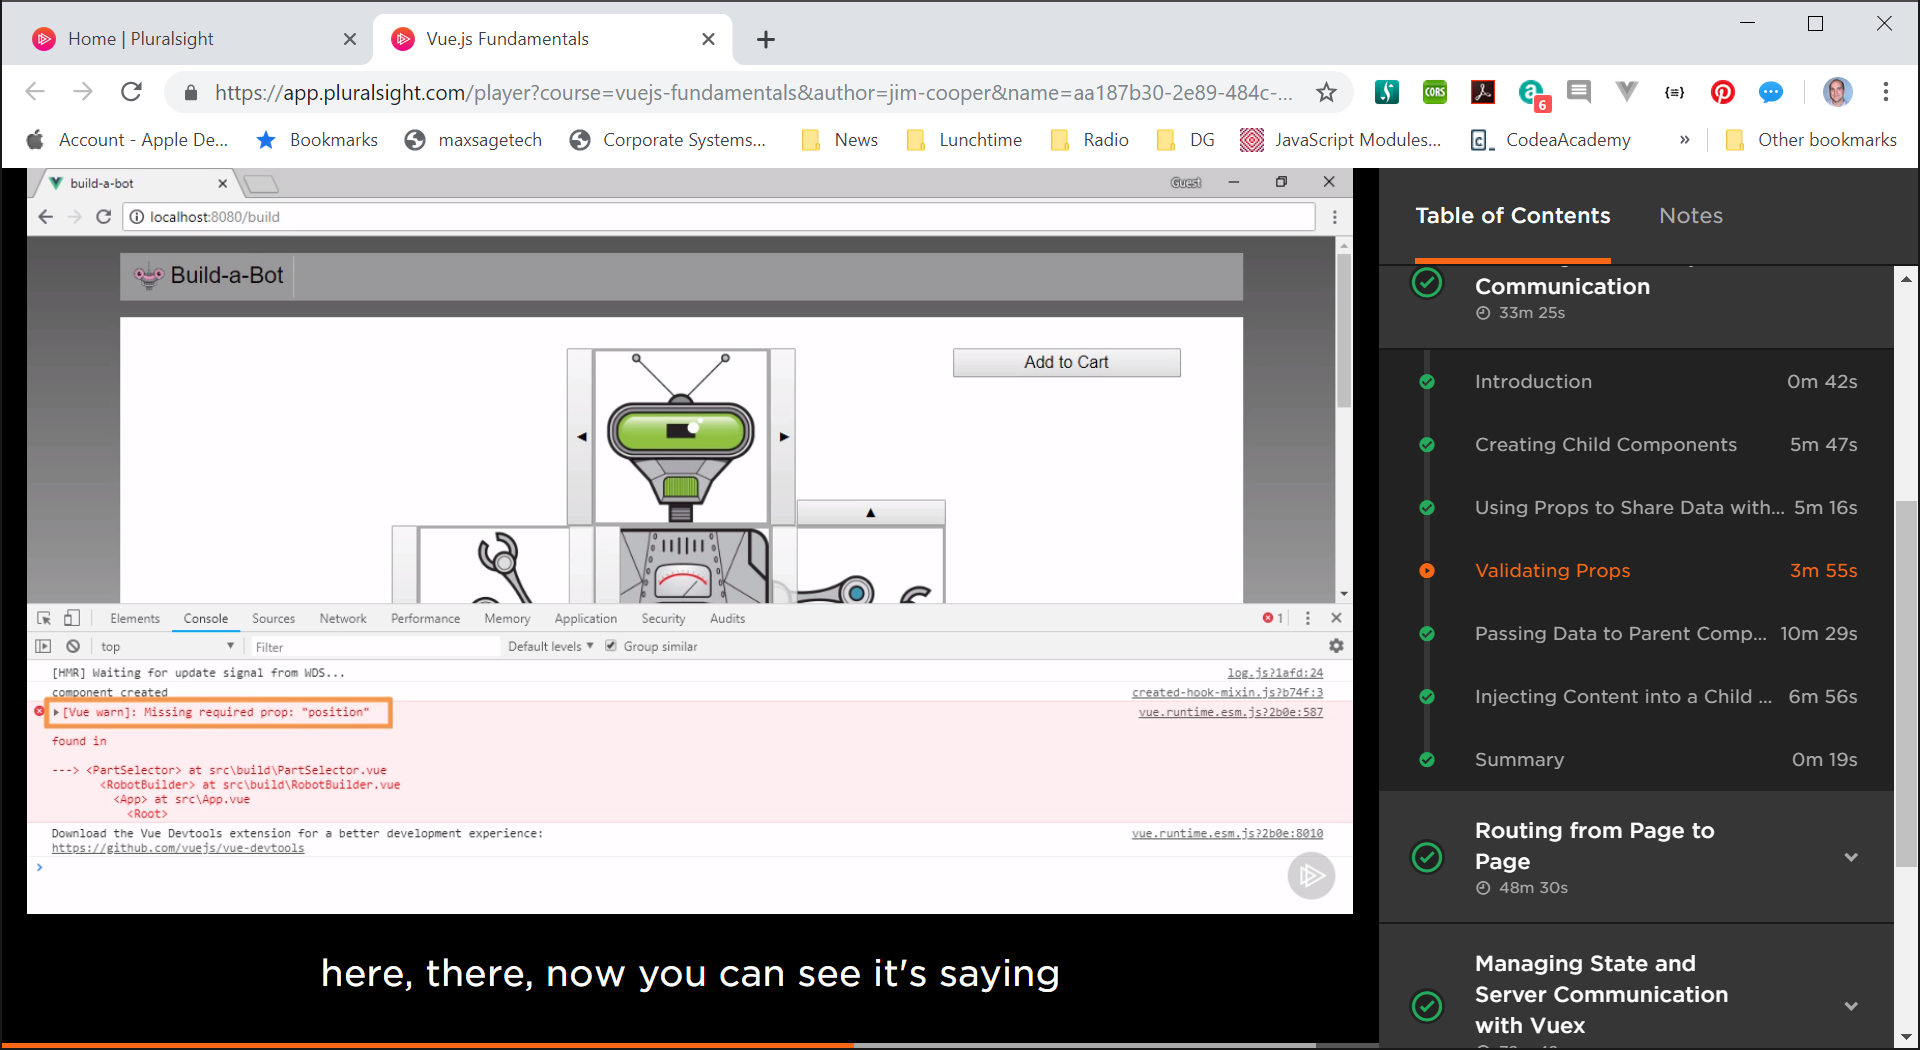 Home | Pluralsight
Vue.js Fundamentals
https://app.pluralsight.com/player?course=vuejs-fundamentals&author=jim-cooper&name=aa187b30-2e89-484c-...
CORS
6
Account - Apple De...
Bookmarks
maxsagetech
Corporate Systems...
News
Lunchtime
Radio
DG
JavaScript Modules...
CodeaAcademy
»
Other bookmarks
build-a-bot
Guest
localhost:8080/build
Build-a-Bot
Add to Cart
Elements
Console
Sources
Network
Performance
Memory
Application
Security
Audits
1
top
Filter
Default levels
Group similar
[HMR] Waiting for update signal from WDS...
log.js?1afd:24
component created
created-hook-mixin.js?b74f:3
[Vue warn]: Missing required prop: "position"
vue.runtime.esm.js?2b0e:587
found in
---> <PartSelector> at src\build\PartSelector.vue
<RobotBuilder> at src\build\RobotBuilder.vue
<App> at src\App.vue
<Root>
Download the Vue Devtools extension for a better development experience:
vue.runtime.esm.js?2b0e:8010
https://github.com/vuejs/vue-devtools
here, there, now you can see it's saying
Table of Contents
Notes
Communication
33m 25s
Introduction
0m 42s
Creating Child Components
5m 47s
Using Props to Share Data with...
5m 16s
Validating Props
3m 55s
Passing Data to Parent Comp...
10m 29s
Injecting Content into a Child ...
6m 56s
Summary
0m 19s
Routing from Page to
Page
48m 30s
Managing State and
Server Communication
with Vuex